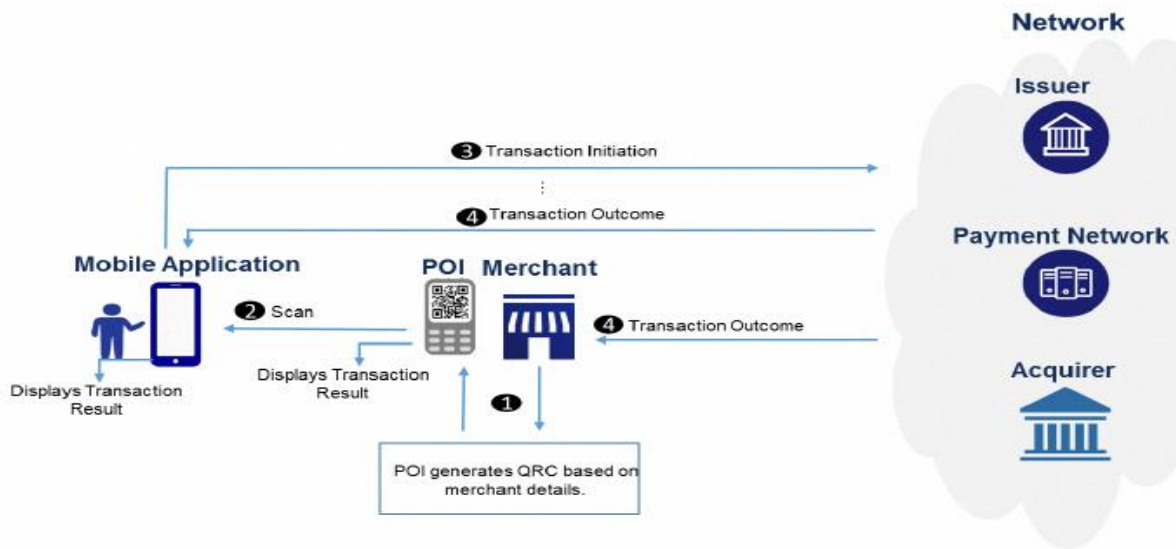 Network
Issuer
3 Transaction Initiation
4 Transaction Outcome
Payment Network
Mobile Application
POI
Merchant
2 Scan
4 Transaction Outcome
Displays Transaction
Result
Displays Transaction
Result
Acquirer
1
POI generates QRC based on
merchant details.